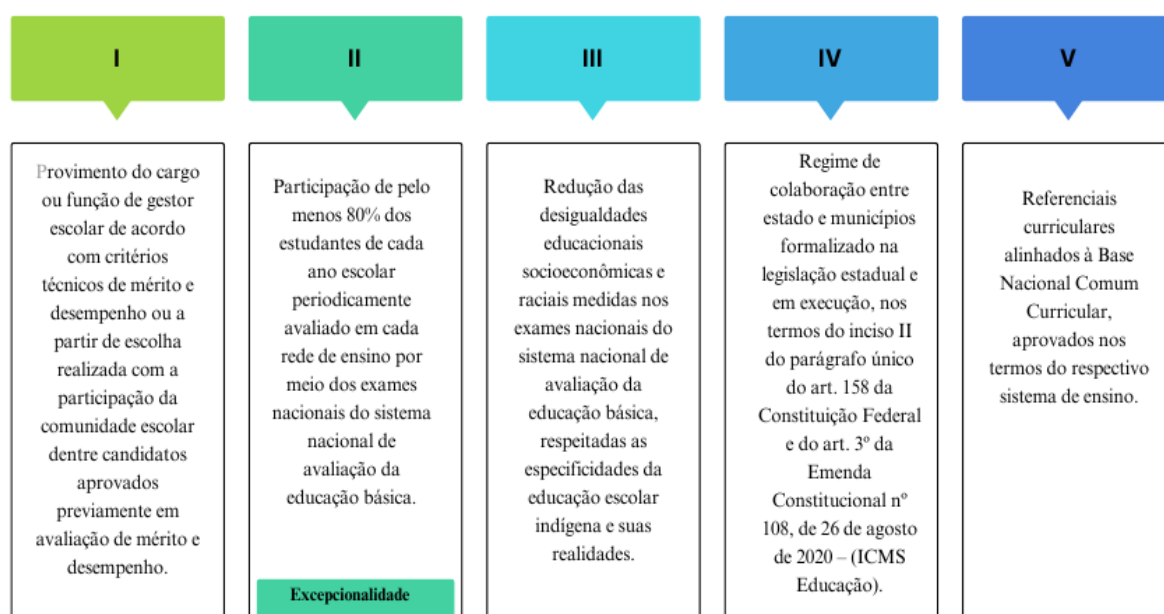 I
Provimento do cargo
ou função de gestor
escolar de acordo
com critérios
técnicos de mérito e
desempenho ou a
partir de escolha
realizada com a
participação da
comunidade escolar
dentre candidatos
aprovados
previamente em
avaliação de mérito e
desempenho.
II
Participação de pelo
menos 80% dos
estudantes de cada
ano escolar
periodicamente
avaliado em cada
rede de ensino por
meio dos exames
nacionais do sistema
nacional de
avaliação da
educação básica.
Excepcionalidade
III
Redução das
desigualdades
educacionais
socioeconômicas e
raciais medidas nos
exames nacionais do
sistema nacional de
avaliação da
educação básica,
respeitadas as
especificidades da
educação escolar
indígena e suas
realidades.
IV
Regime de
colaboração entre
estado e municípios
formalizado na
legislação estadual e
em execução, nos
termos do inciso II
do parágrafo único
do art. 158 da
Constituição Federal
e do art. 3º da
Emenda
Constitucional nº
108, de 26 de agosto
de 2020 – (ICMS
Educação).
V
Referenciais
curriculares
alinhados à Base
Nacional Comum
Curricular,
aprovados nos
termos do respectivo
sistema de ensino.